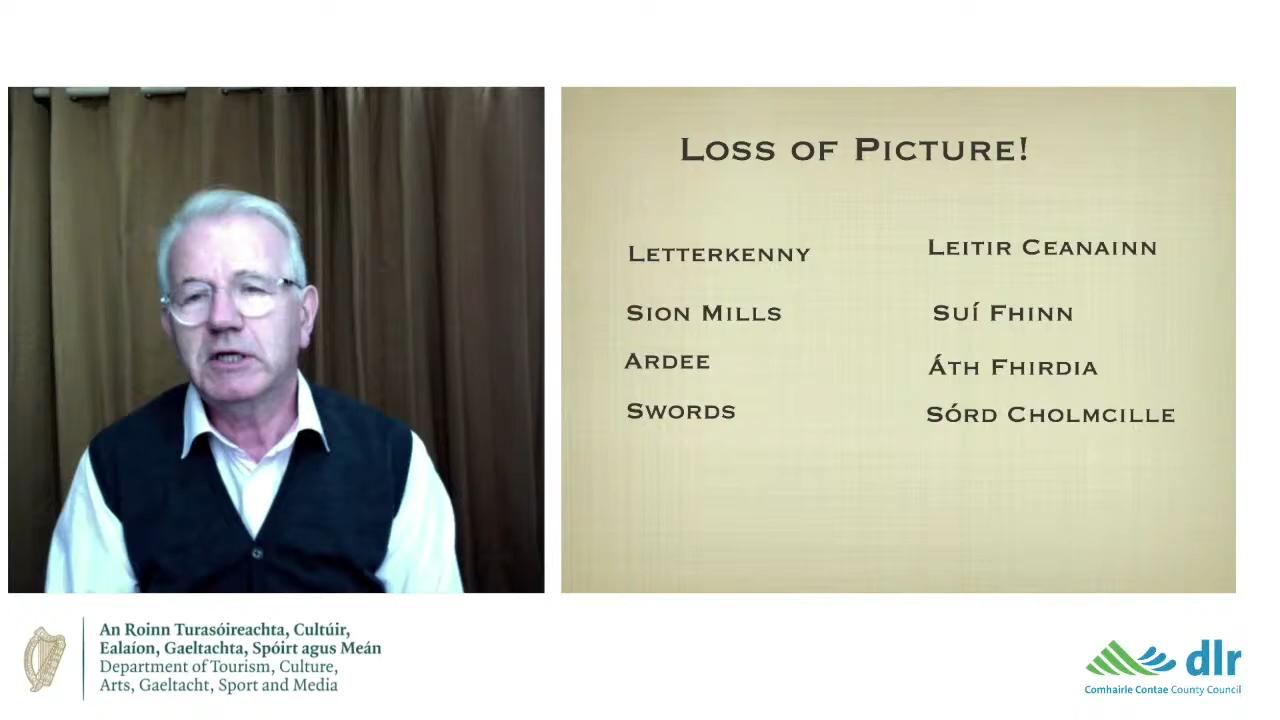 Loss of Picture!
Letterkenny
Leitir Ceanainn
Sion Mills
Suí Fhinn
Ardee
Áth Fhirdia
Swords
Sórd Cholmcille
An Roinn Turasóireachta, Cultúir,
Ealaíon, Gaeltachta, Spóirt agus Meán
Department of Tourism, Culture,
Arts, Gaeltacht, Sport and Media
dlr
Comhairle Contae County Council